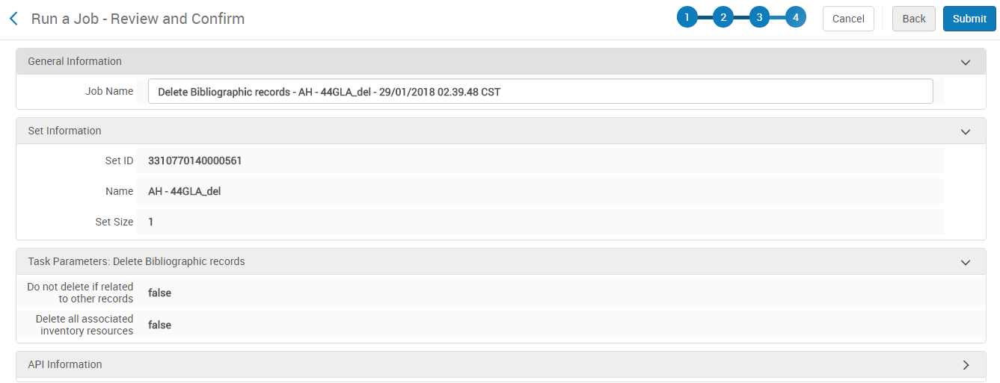 Run a Job - Review and Confirm
1 2 3 4
Cancel
Back
Submit
General Information
Job Name
Delete Bibliographic records - AH - 44GLA_del - 29/01/2018 02.39.48 CST
Set Information
Set ID
3310770140000561
Name
AH - 44GLA_del
Set Size
1
Task Parameters: Delete Bibliographic records
Do not delete if related
to other records
false
Delete all associated
inventory resources
false
API Information